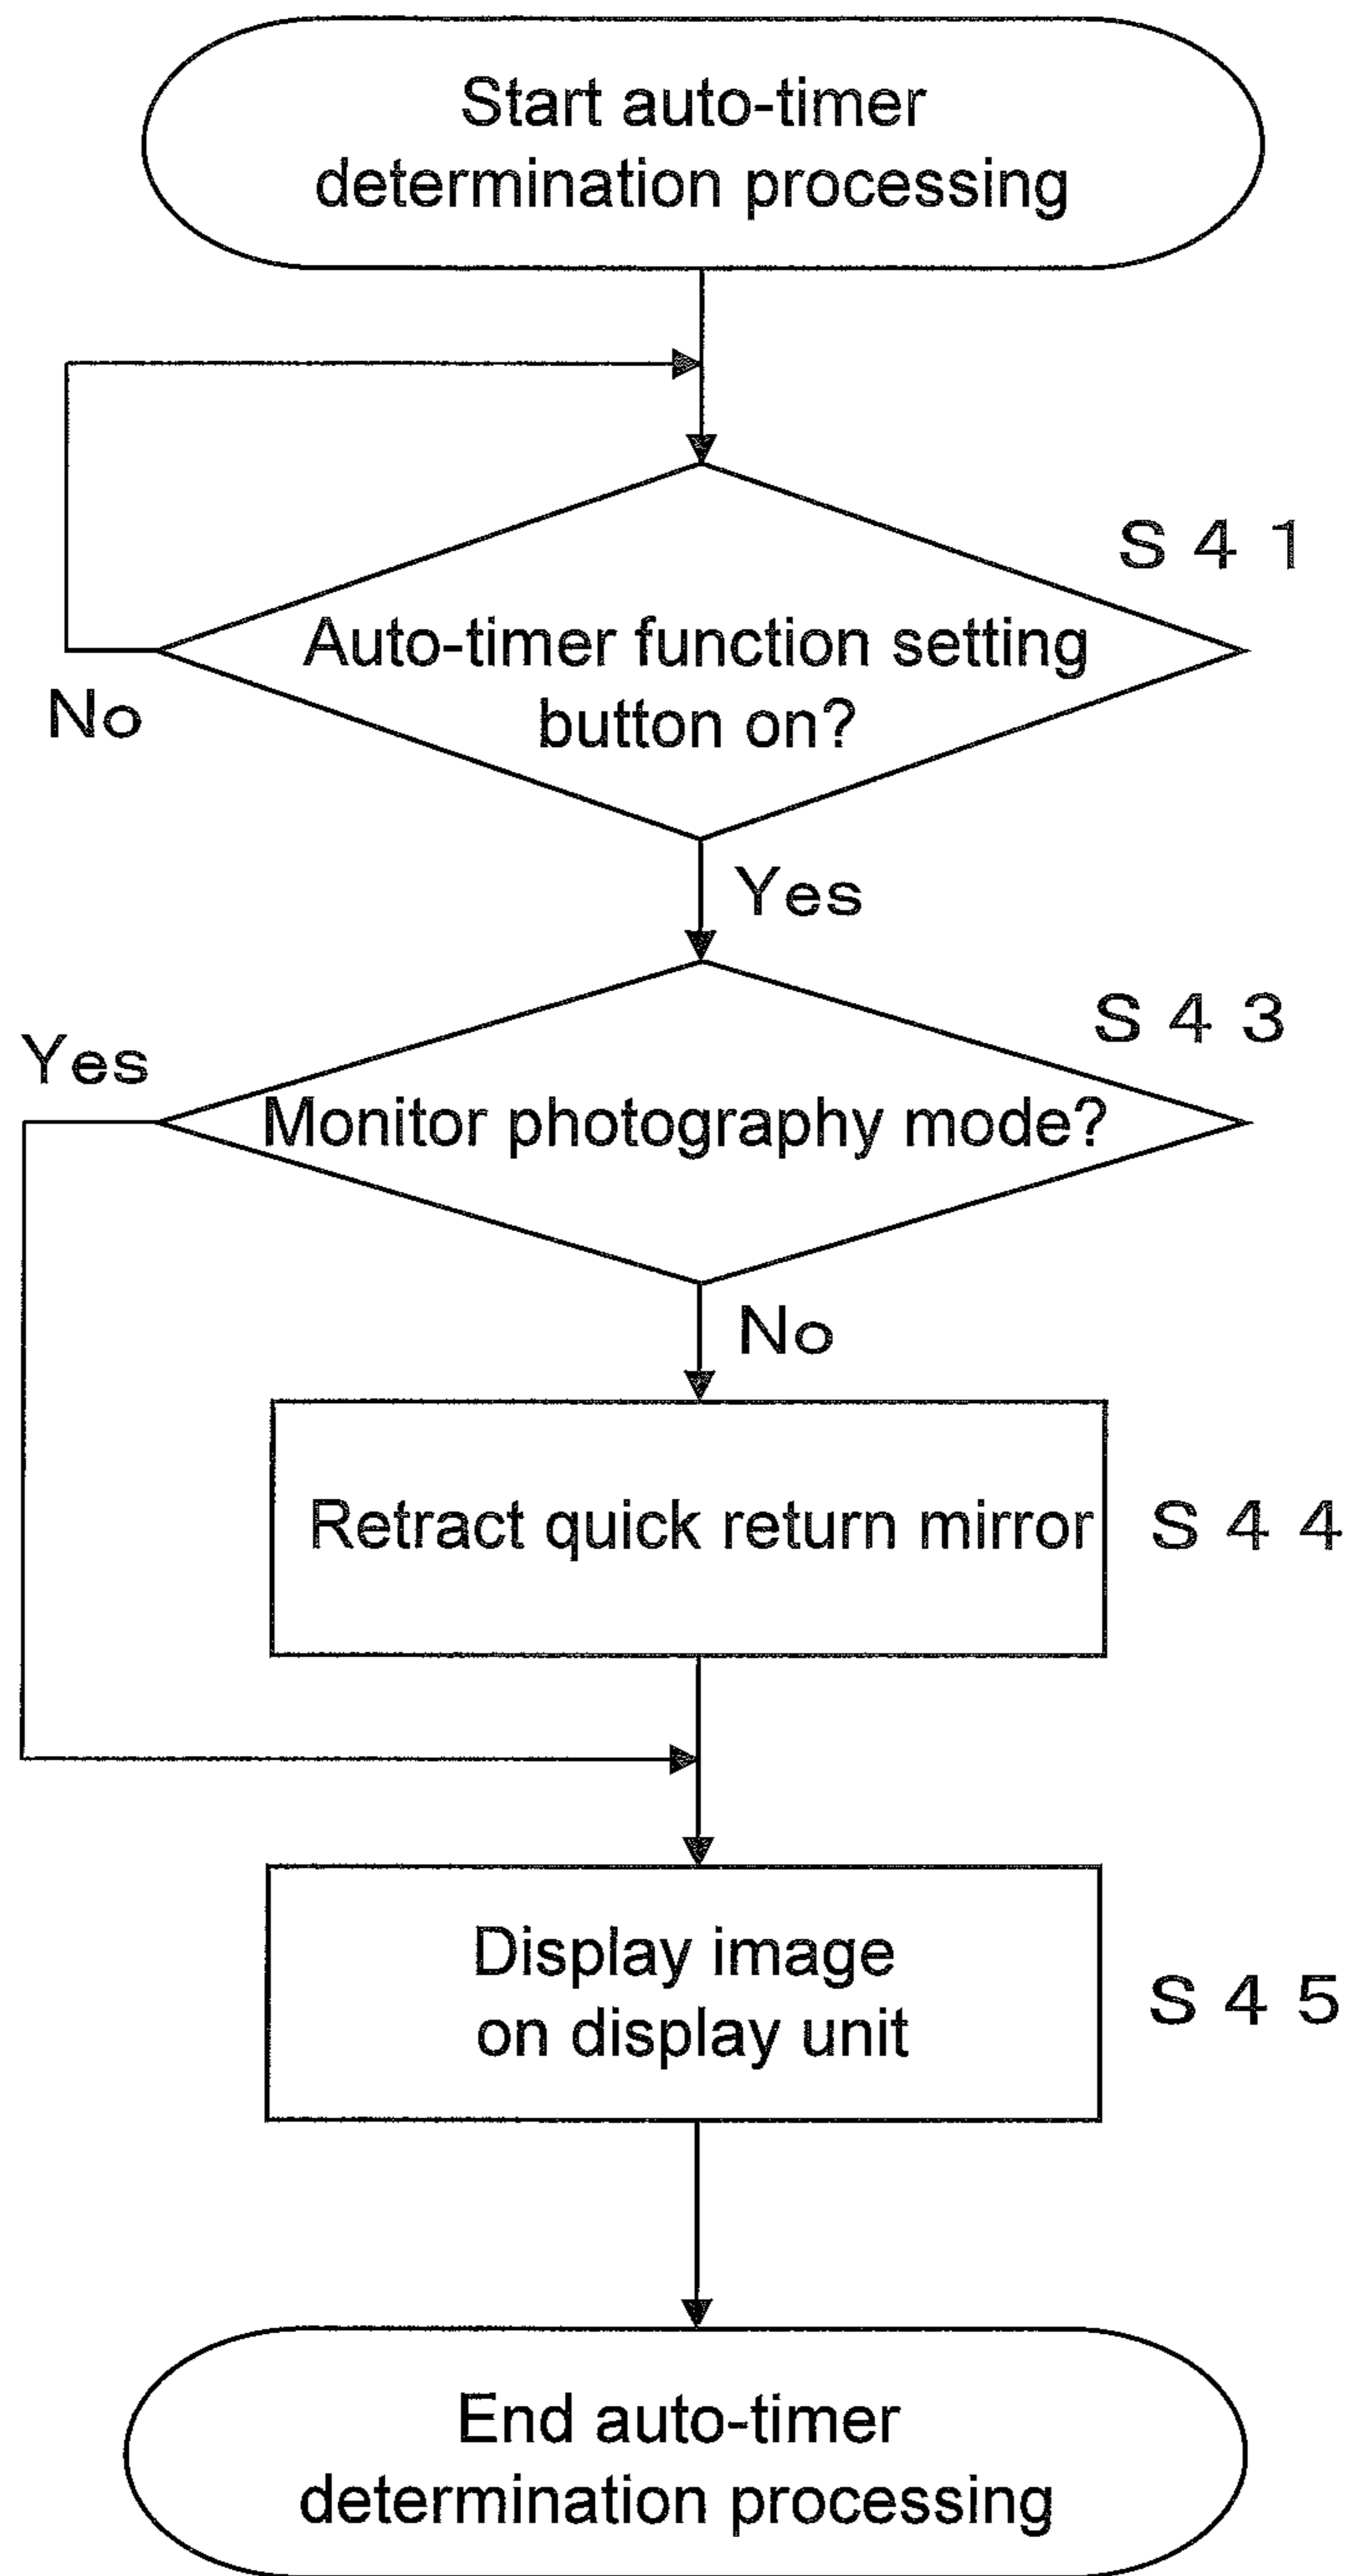 Start auto-timer
determination processing
S 4 1
Auto-timer function setting
button on?
No
Yes
S 4 3
Yes
Monitor photography mode?
No
Retract quick return mirror
S 4 4
Display image
on display unit
S 4 5
End auto-timer
determination processing